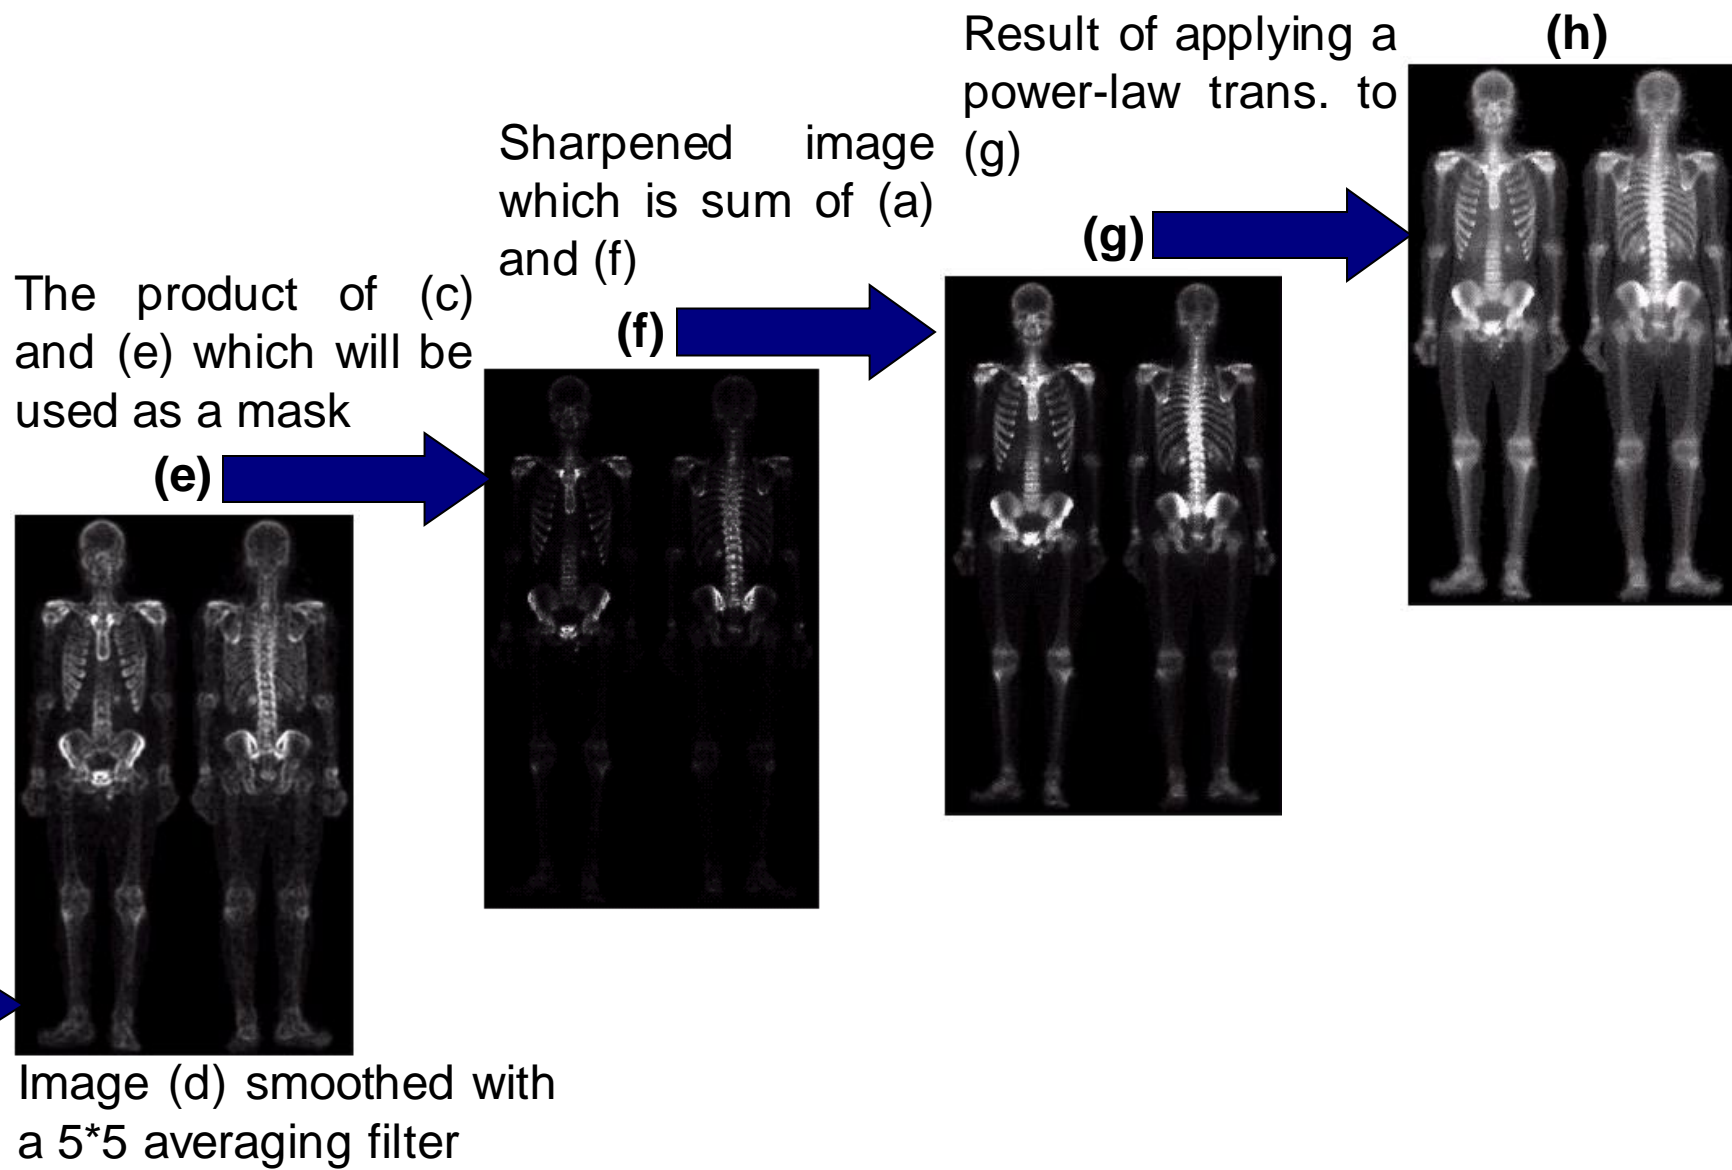 Result of applying a
power-law trans. to
(g)
(h)
Sharpened image
which is sum of (a)
and (f)
(g)
The product of (c)
and (e) which will be
used as a mask
(f)
(e)
Image (d) smoothed with
a 5*5 averaging filter